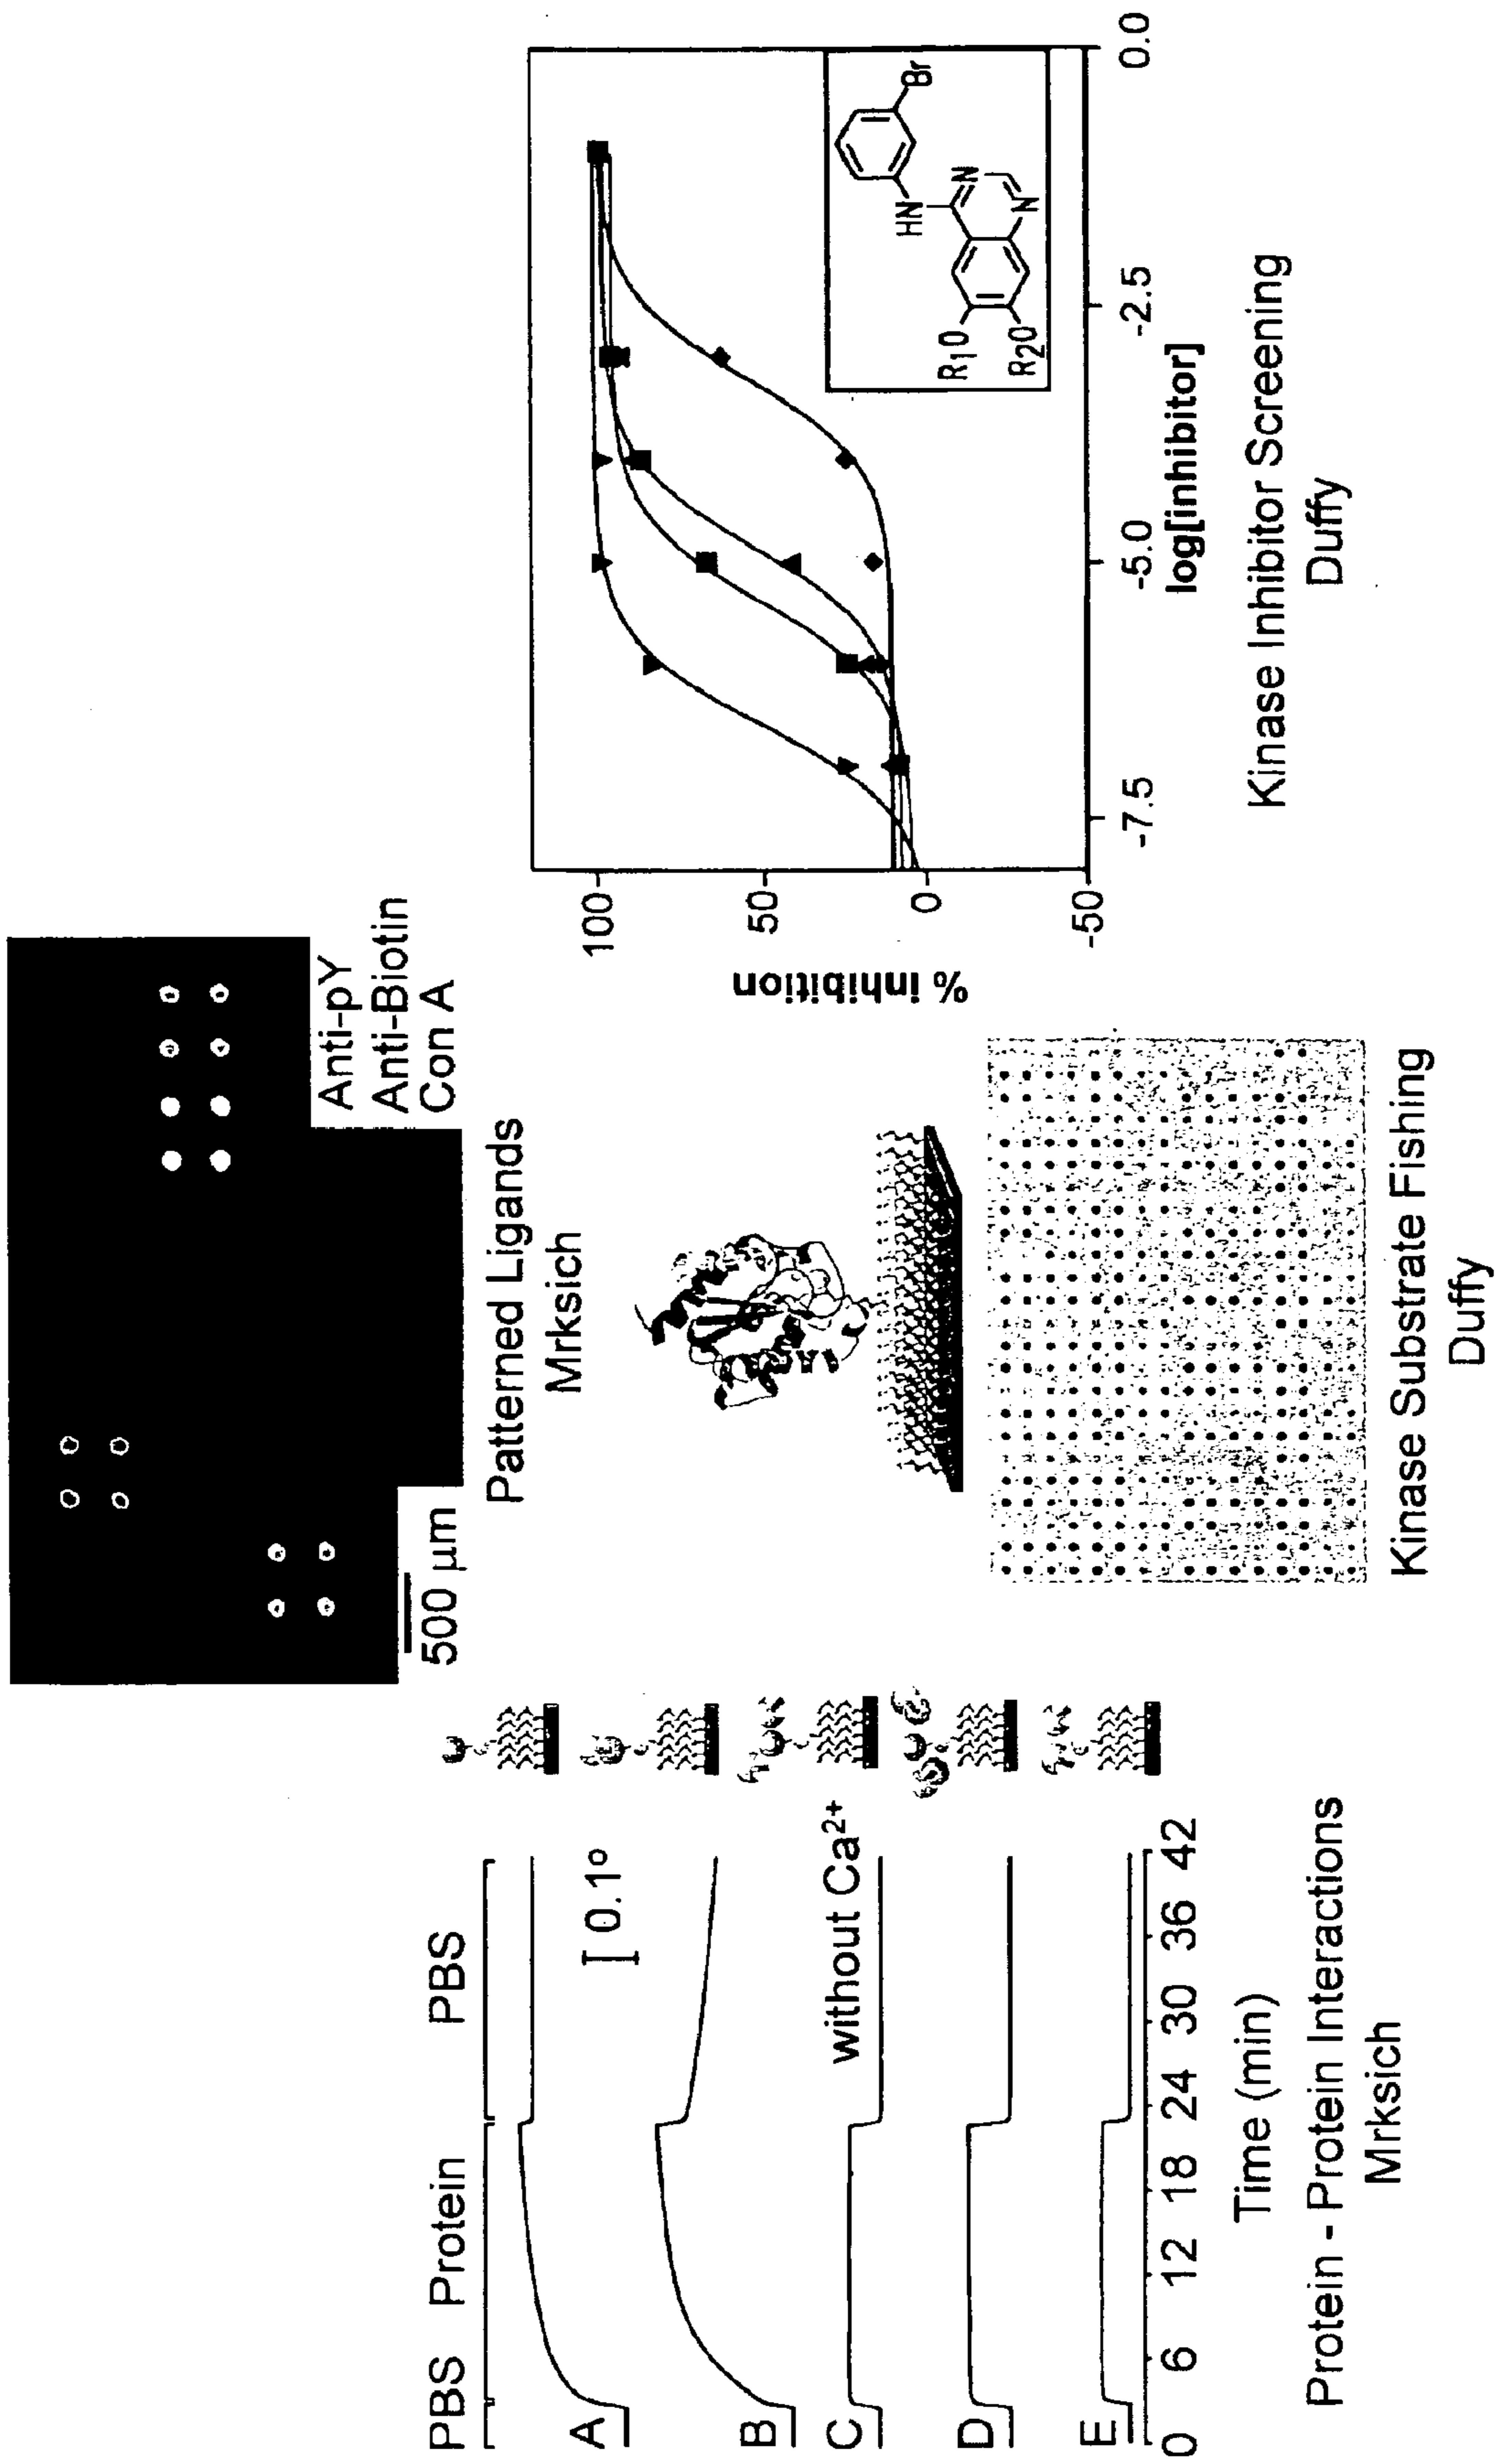 PBS Protein PBS
A
[ 0.1°
B
C
without Ca2+
D
E
0 6 12 18 24 30 36 42
Time (min)
Protein - Protein Interactions
Mrksich
500 µm
Anti-pY
Anti-Biotin
Con A
Patterned Ligands
Mrksich
Kinase Substrate Fishing
Duffy
% inhibition
100
50
0
-50
-7.5 -5.0 -2.5 0.0
log[inhibitor]
HN
Br
N
N
R1O
R2O
Kinase Inhibitor Screening
Duffy